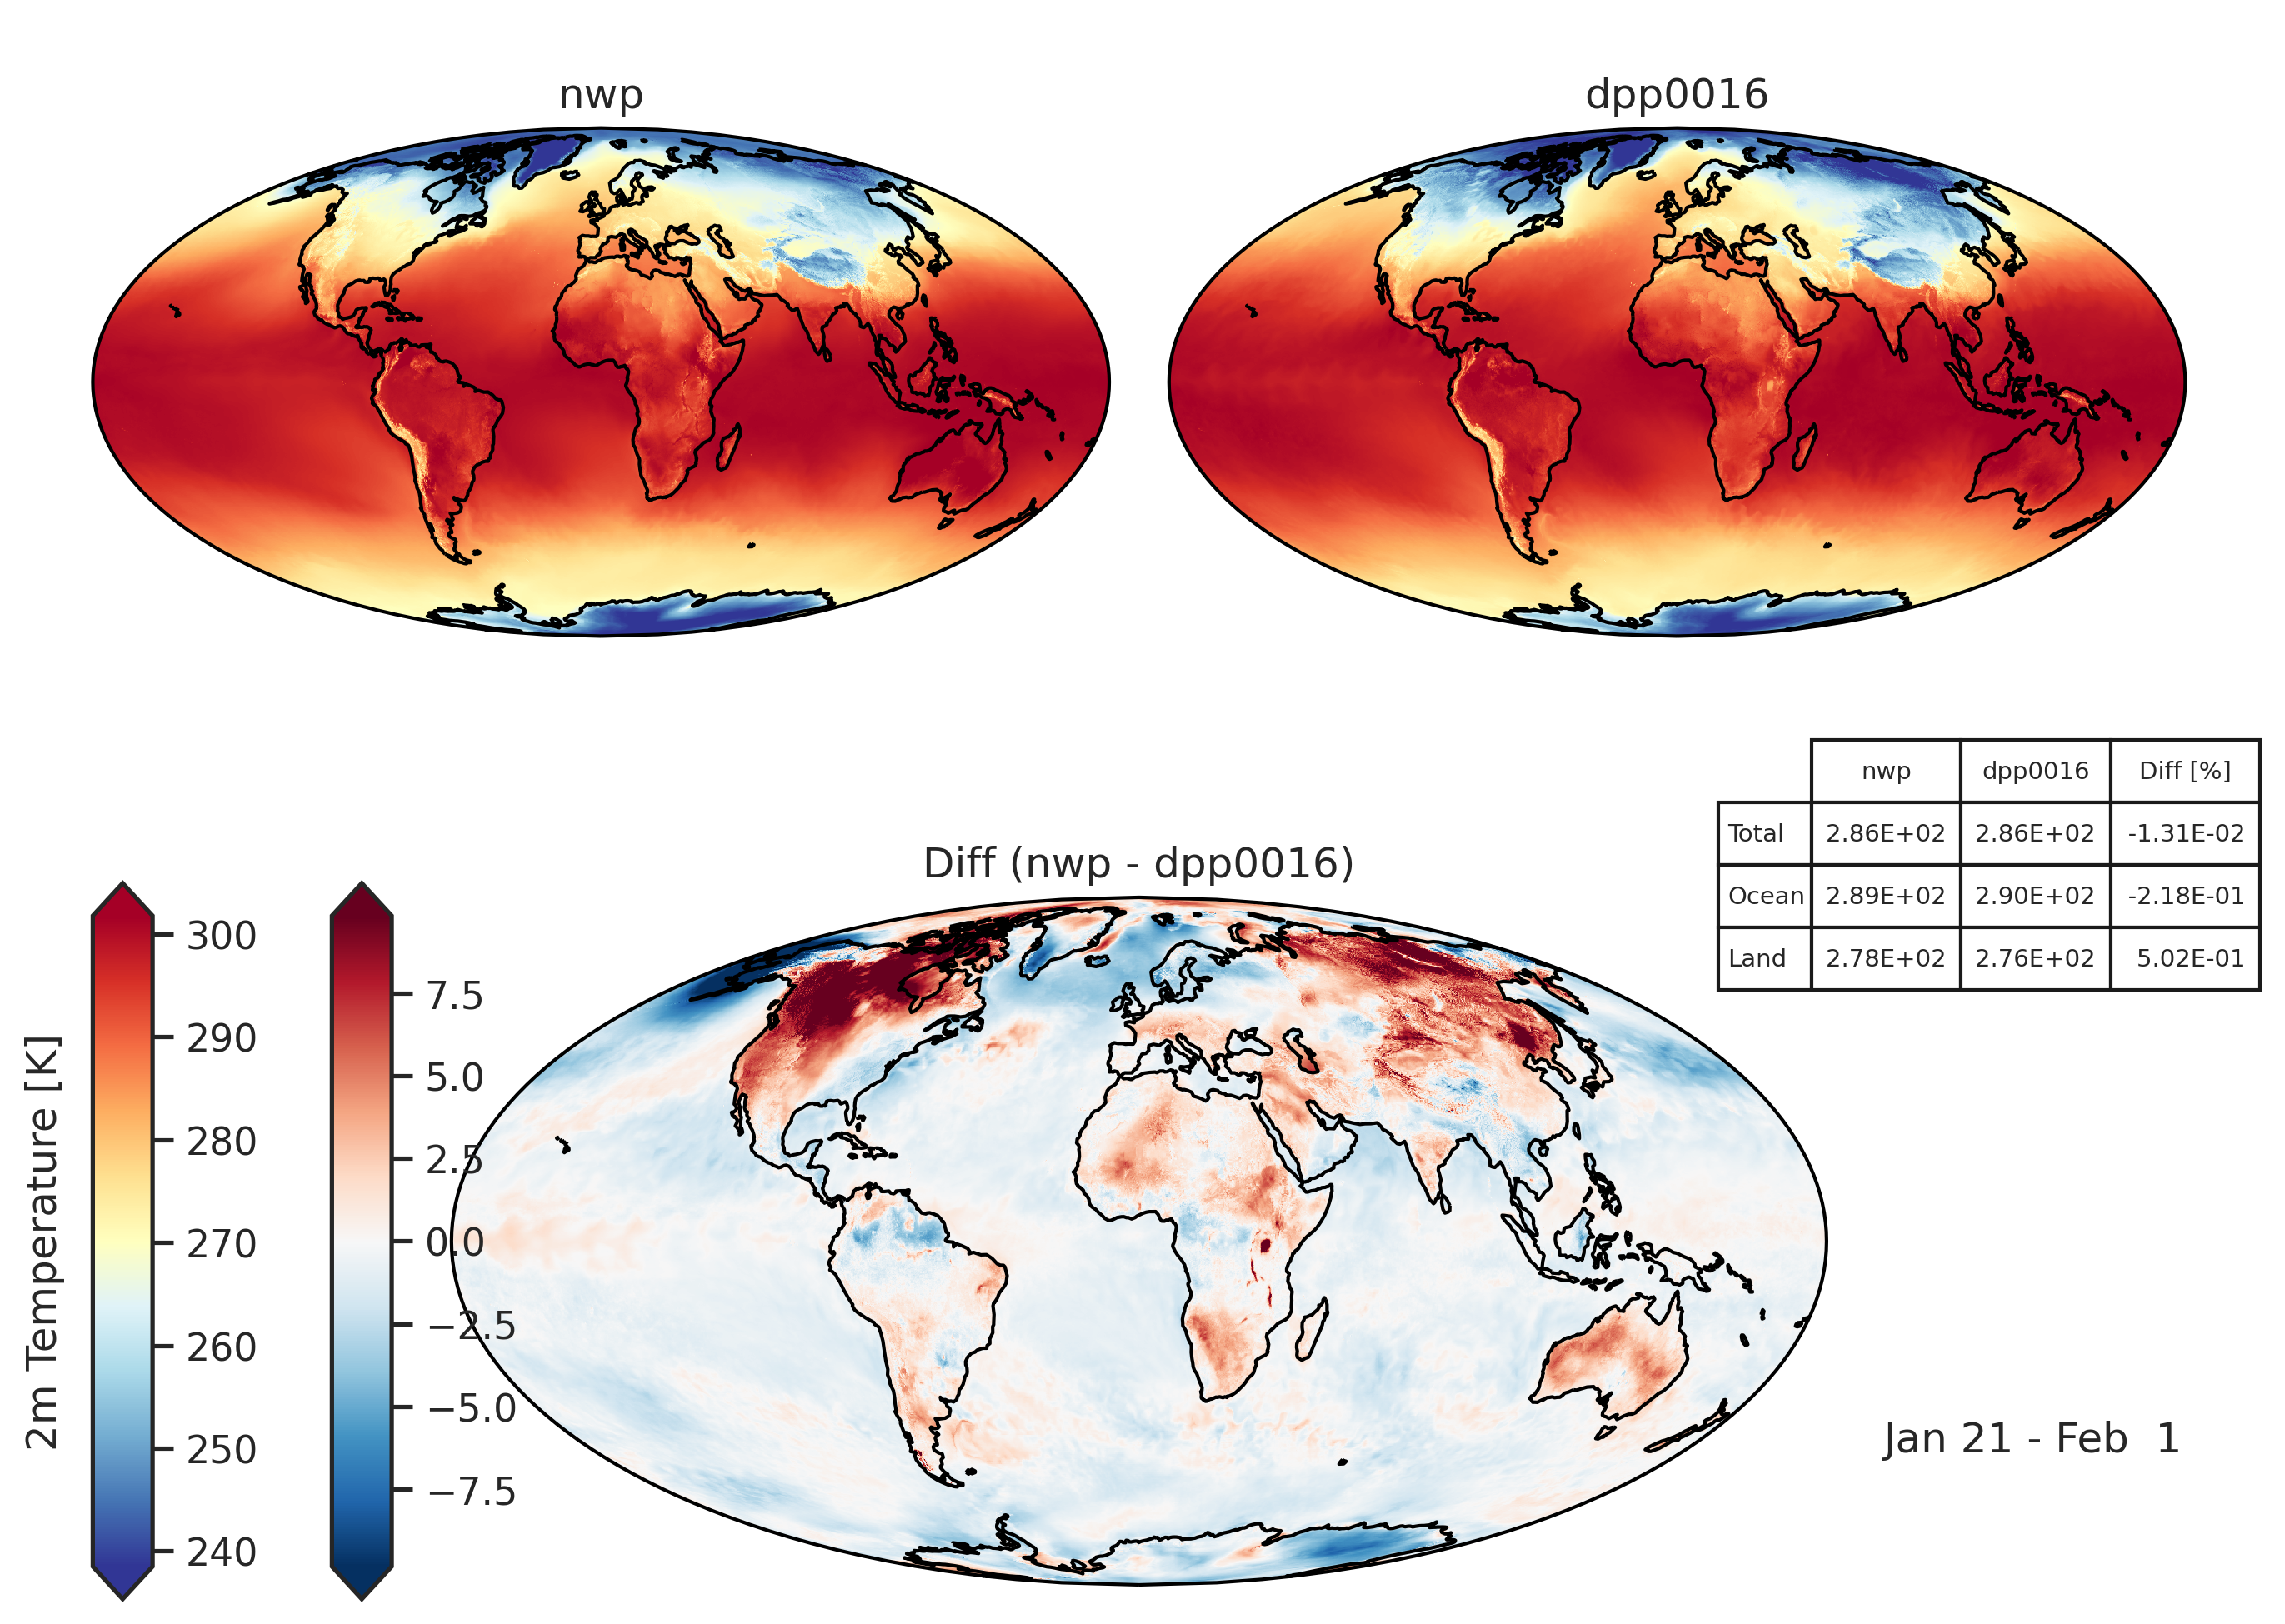 nwp
dpp0016
nwp dpp0016 Diff [%]
Total 2.86E+02 2.86E+02 -1.31E-02
Ocean 2.89E+02 2.90E+02 -2.18E-01
Land 2.78E+02 2.76E+02 5.02E-01
Diff (nwp - dpp0016)
2m Temperature [K]
300
290
280
270
260
250
240
7.5
5.0
2.5
0.0
−2.5
−5.0
−7.5
Jan 21 - Feb 1